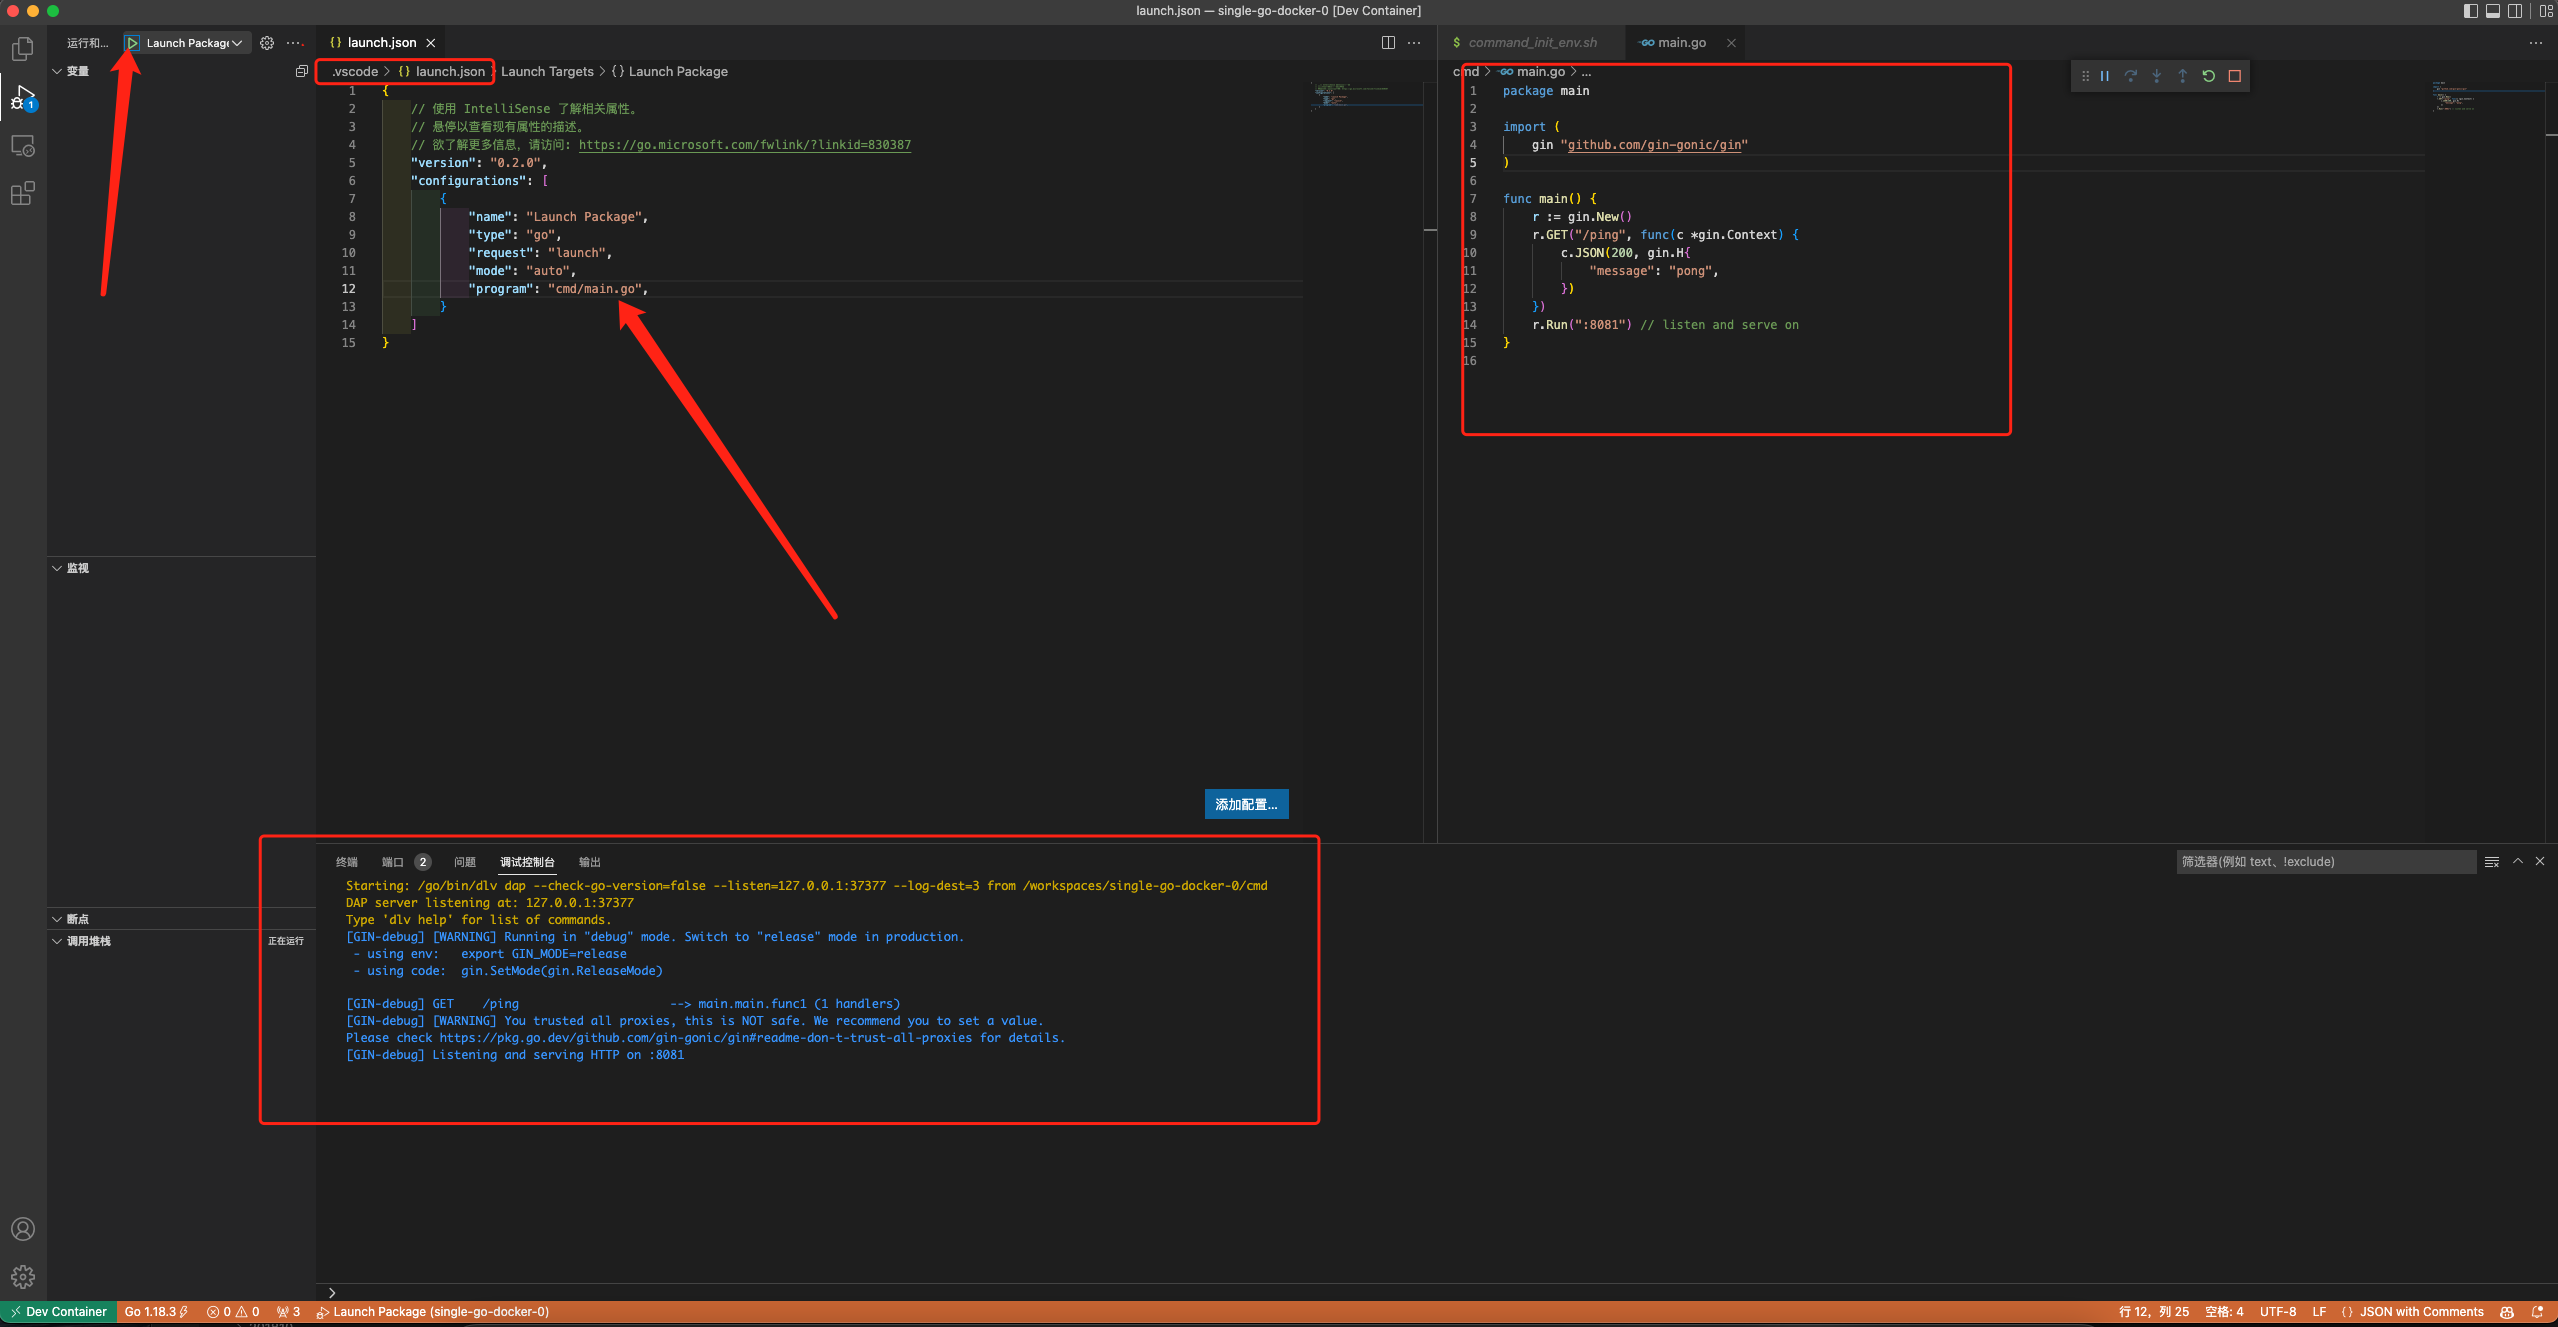 launch.json — single-go-docker-0 [Dev Container]
运行和...
Launch Package
launch.json
command_init_env.sh
main.go
变量
.vscode > {} launch.json > Launch Targets > {} Launch Package
1 {
2 // 使用 IntelliSense 了解相关属性。
3 // 悬停以查看现有属性的描述。
4 // 欲了解更多信息，请访问: https://go.microsoft.com/fwlink/?linkid=830387
5 "version": "0.2.0",
6 "configurations": [
7 {
8 "name": "Launch Package",
9 "type": "go",
10 "request": "launch",
11 "mode": "auto",
12 "program": "cmd/main.go",
13 }
14 ]
15 }
添加配置...
cmd > main.go > ...
1 package main
2
3 import (
4 gin "github.com/gin-gonic/gin"
5 )
6
7 func main() {
8 r := gin.New()
9 r.GET("/ping", func(c *gin.Context) {
10 c.JSON(200, gin.H{
11 "message": "pong",
12 })
13 })
14 r.Run(":8081") // listen and serve on
15 }
16
监视
断点
调用堆栈
正在运行
终端 端口 2 问题 调试控制台 输出
筛选器(例如 text、!exclude)
Starting: /go/bin/dlv dap --check-go-version=false --listen=127.0.0.1:37377 --log-dest=3 from /workspaces/single-go-docker-0/cmd
DAP server listening at: 127.0.0.1:37377
Type 'dlv help' for list of commands.
[GIN-debug] [WARNING] Running in "debug" mode. Switch to "release" mode in production.
- using env: export GIN_MODE=release
- using code: gin.SetMode(gin.ReleaseMode)
[GIN-debug] GET /ping --> main.main.func1 (1 handlers)
[GIN-debug] [WARNING] You trusted all proxies, this is NOT safe. We recommend you to set a value.
Please check https://pkg.go.dev/github.com/gin-gonic/gin#readme-don-t-trust-all-proxies for details.
[GIN-debug] Listening and serving HTTP on :8081
Dev Container Go 1.18.3 0 0 3 Launch Package (single-go-docker-0)
行 12，列 25 空格: 4 UTF-8 LF {} JSON with Comments